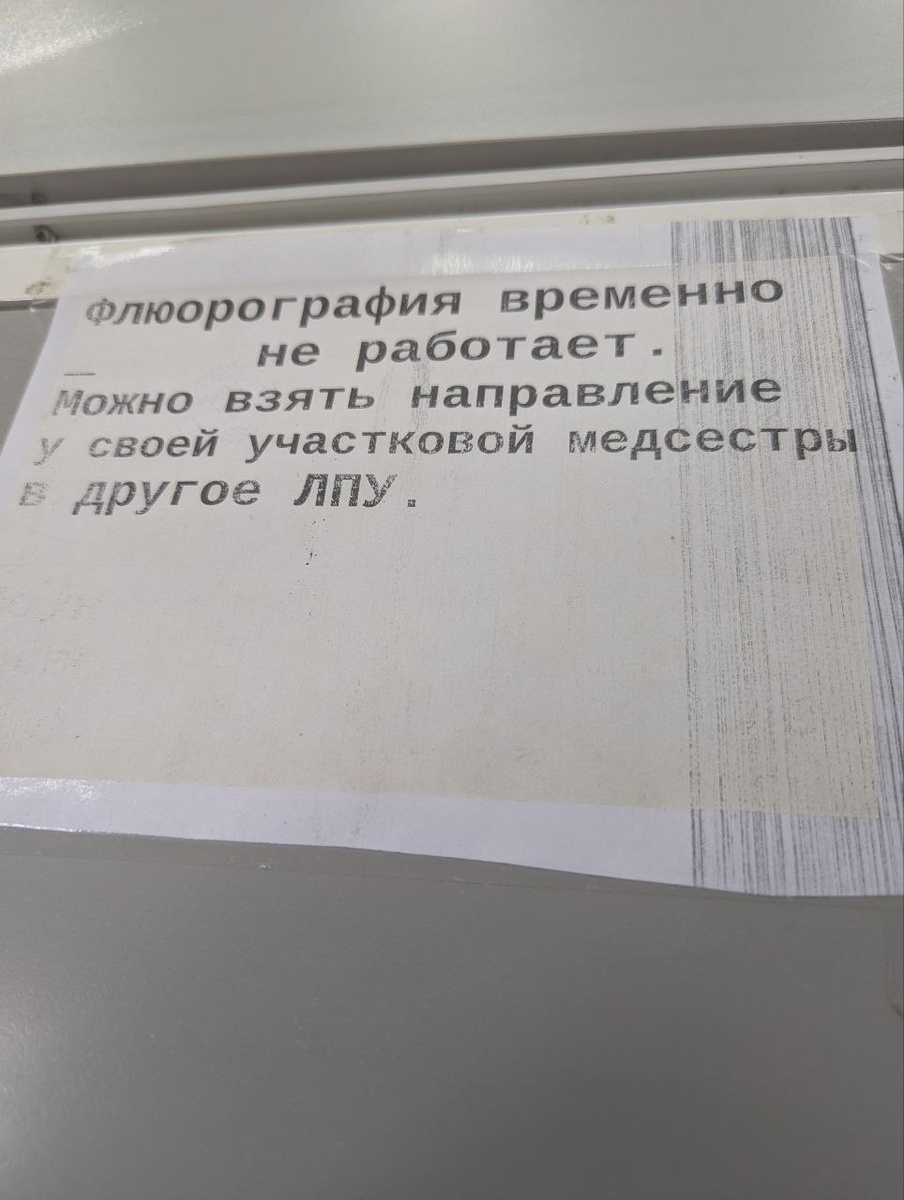 Флюорография временно
не работает.
Можно взять направление
у своей участковой медсестры
в другое ЛПУ.